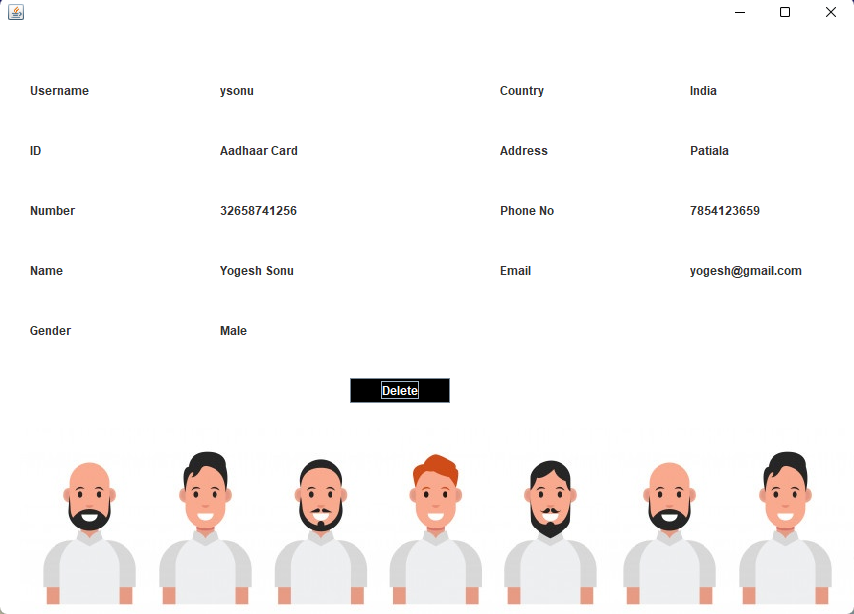 Username ysonu Country India
ID Aadhaar Card Address Patiala
Number 32658741256 Phone No 7854123659
Name Yogesh Sonu Email yogesh@gmail.com
Gender Male
Delete